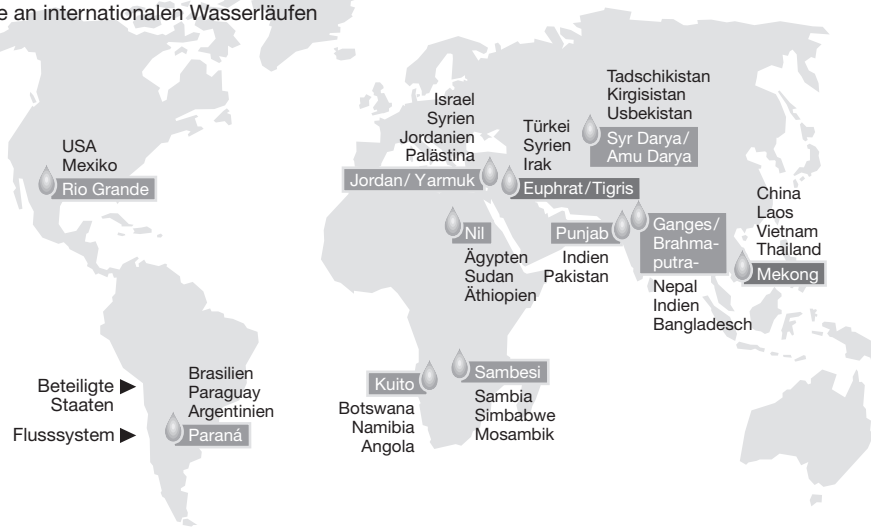 e an internationalen Wasserläufen
USA
Mexiko
Rio Grande
Beteiligte
Staaten
Flusssystem
Brasilien
Paraguay
Argentinien
Paraná
Israel
Syrien
Jordanien
Palästina
Jordan/ Yarmuk
Türkei
Syrien
Irak
Euphrat/Tigris
Tadschikistan
Kirgisistan
Usbekistan
Syr Darya/
Amu Darya
Nil
Ägypten
Sudan
Äthiopien
Punjab
Indien
Pakistan
Ganges/
Brahma-
putra-
Nepal
Indien
Bangladesch
China
Laos
Vietnam
Thailand
Mekong
Kuito
Botswana
Namibia
Angola
Sambesi
Sambia
Simbabwe
Mosambik